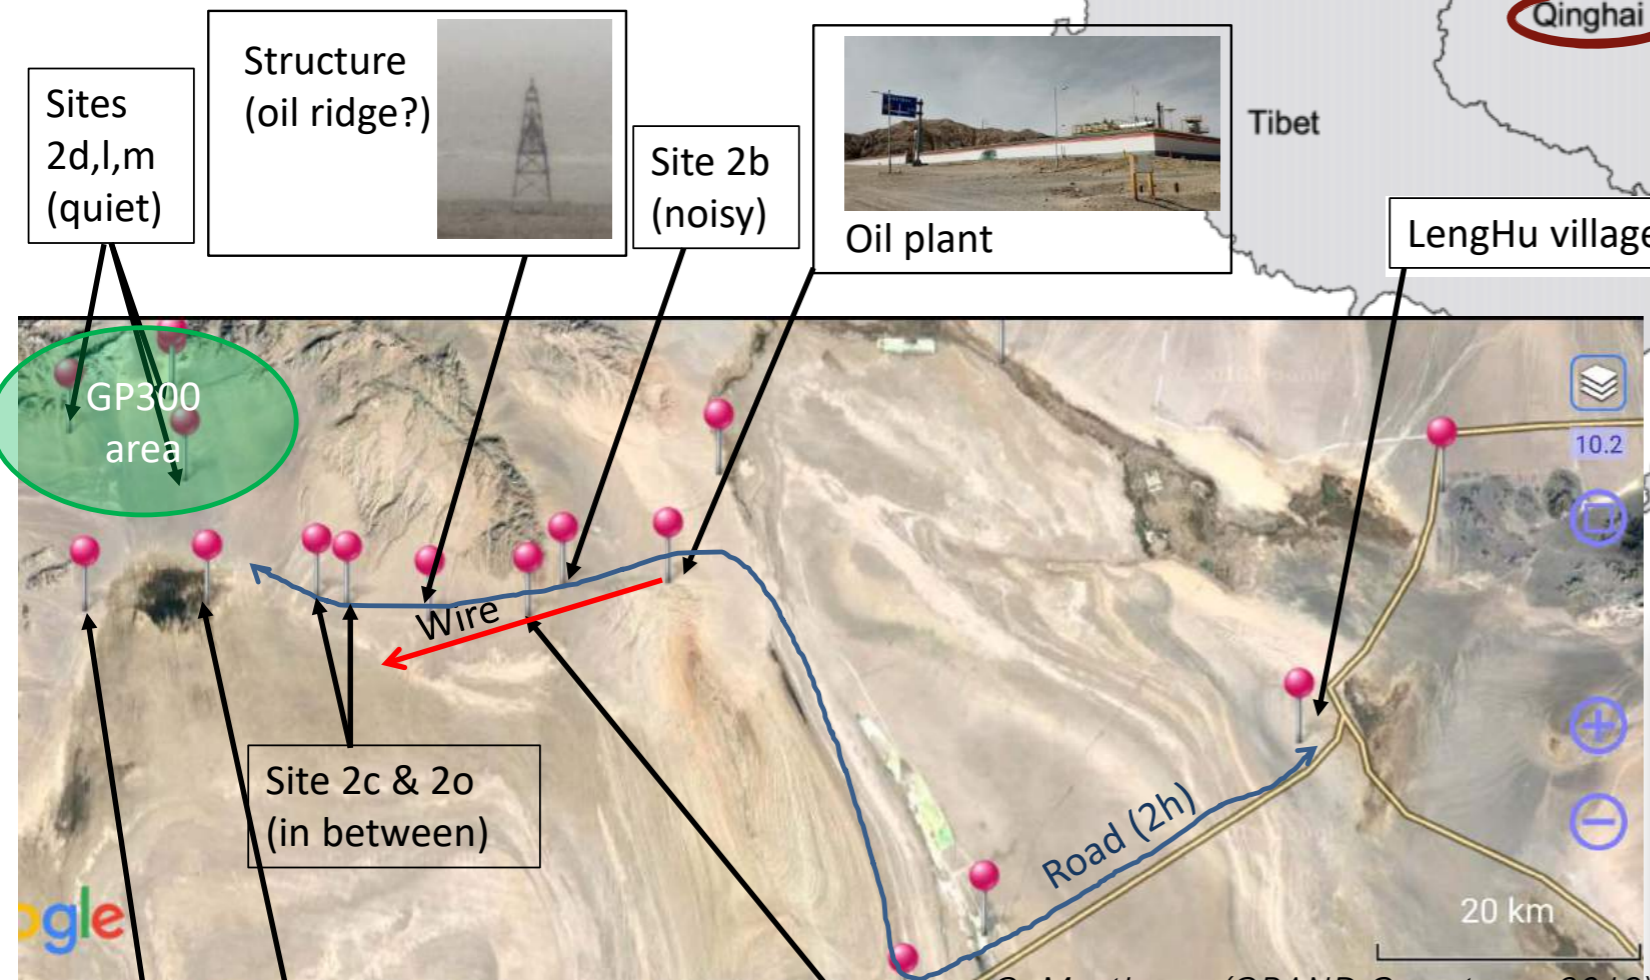 Qinghai
Tibet
Structure
(oil ridge?)
Sites
2d,l,m
(quiet)
Site 2b
(noisy)
Oil plant
LengHu village
GP300
area
10.2
Wire
Site 2c & 2o
(in between)
Road (2h)
20 km
ogle